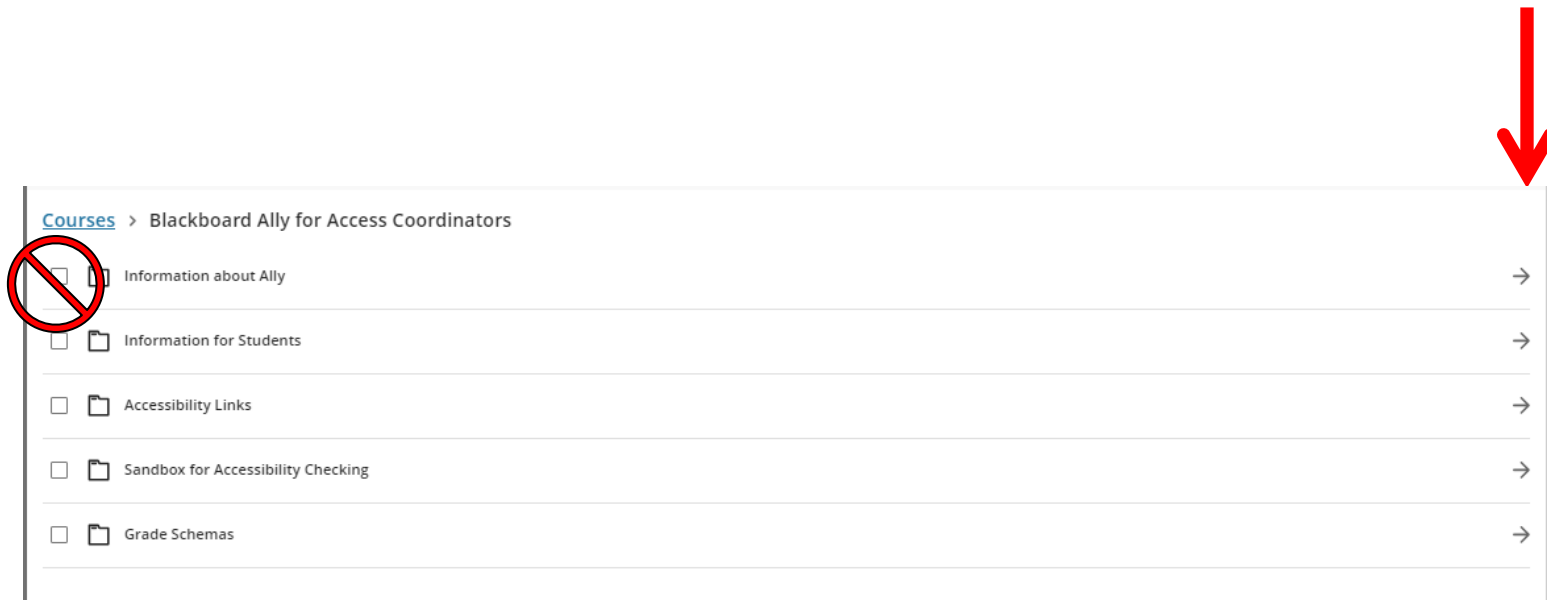 Courses > Blackboard Ally for Access Coordinators
Information about Ally
Information for Students
Accessibility Links
Sandbox for Accessibility Checking
Grade Schemas